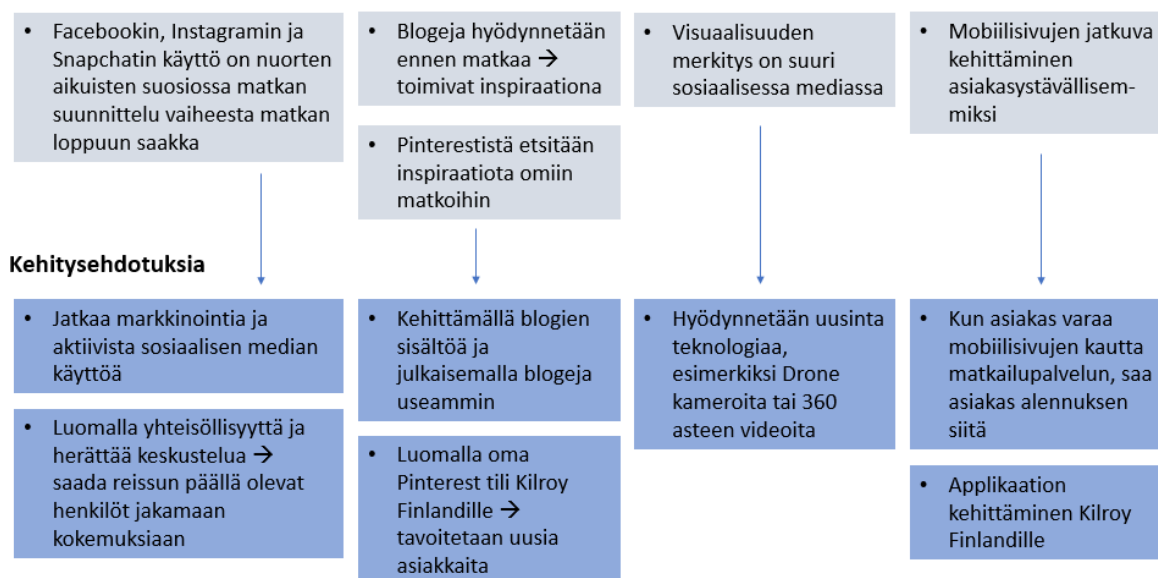 • Facebookin, Instagramin ja
Snapchatin käyttö on nuorten
aikuisten suosiossa matkan
suunnittelu vaiheesta matkan
loppuun saakka
• Blogeja hyödynnetään
ennen matkaa →
toimivat inspiraationa
• Pinterestistä etsitään
inspiraatiota omiin
matkoihin
• Visuaalisuuden
merkitys on suuri
sosiaalisessa mediassa
• Mobiilisivujen jatkuva
kehittäminen
asiakasystävällisem-
miksi
Kehitysehdotuksia
• Jatkaa markkinointia ja
aktiivista sosiaalisen median
käyttöä
• Luomalla yhteisöllisyyttä ja
herättää keskustelua →
saada reissun päällä olevat
henkilöt jakamaan
kokemuksiaan
• Kehittämällä blogien
sisältöä ja
julkaisemalla blogeja
useammin
• Luomalla oma
Pinterest tili Kilroy
Finlandille →
tavoitetaan uusia
asiakkaita
• Hyödynnetään uusinta
teknologiaa,
esimerkiksi Drone
kameroita tai 360
asteen videoita
• Kun asiakas varaa
mobiilisivujen kautta
matkailupalvelun, saa
asiakas alennuksen
siitä
• Applikaation
kehittäminen Kilroy
Finlandille